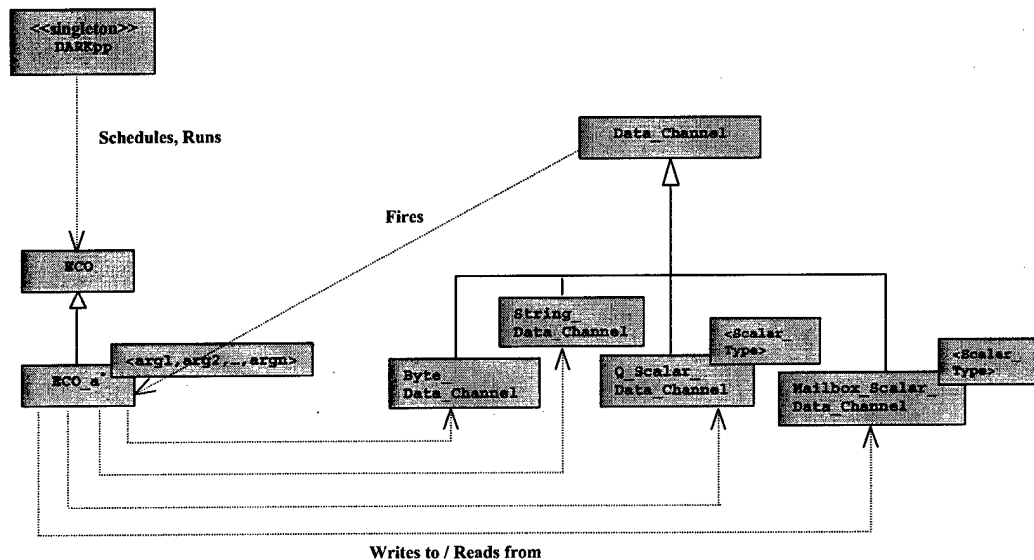 <<singleton>>
DARKpp
Schedules, Runs
Data_Channel
Fires
ECO
String_
Data_Channel
<Scalar_
Type>
<Scalar_
Type>
<arg1,arg2,_,argn>
ECO_a*
Byte_
Data_Channel
Q_Scalar_
Data_Channel
Mailbox_Scalar_
Data_Channel
Writes to / Reads from